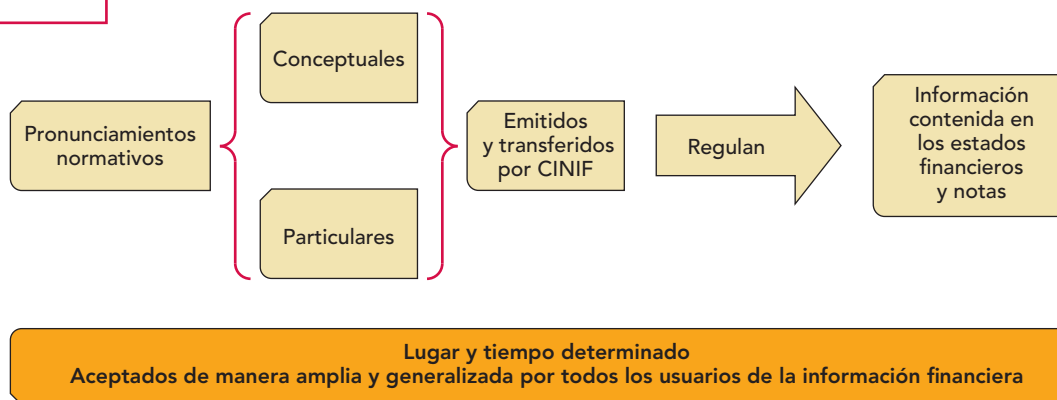 Pronunciamientos
normativos
Conceptuales
Particulares
Emitidos
y transferidos
por CINIF
Regulan
Información
contenida en
los estados
financieros
y notas
Lugar y tiempo determinado
Aceptados de manera amplia y generalizada por todos los usuarios de la información financiera